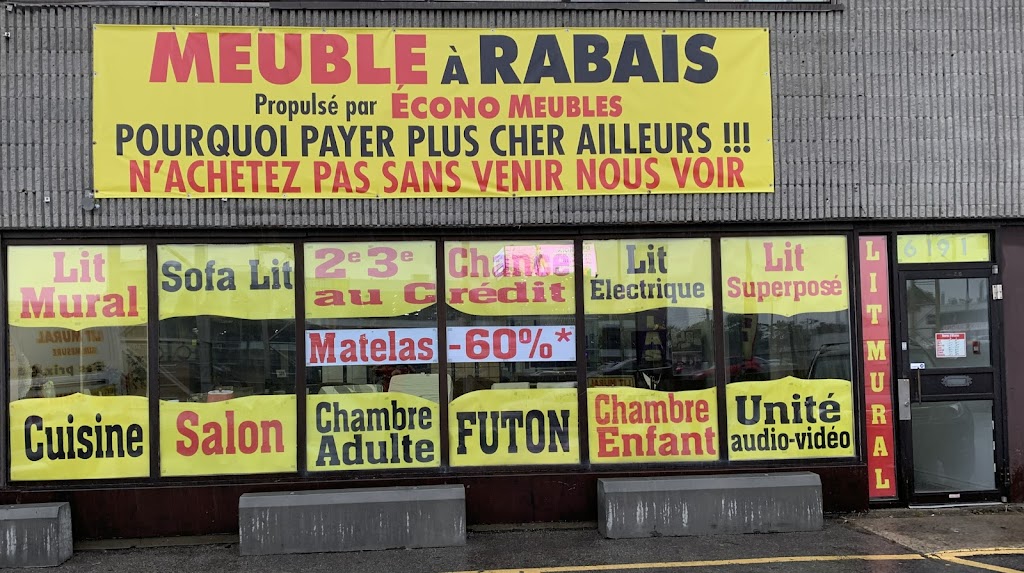 MEUBLE À RABAIS
Propulsé par ÉCONO MEUBLES
POURQUOI PAYER PLUS CHER AILLEURS !!!
N'ACHETEZ PAS SANS VENIR NOUS VOIR
Lit
Mural
Sofa Lit
2e 3e Chance
au Crédit
Lit
Electrique
Lit
Superposé
LIT MURAL
6191
Matelas -60%*
Cuisine
Salon
Chambre
Adulte
FUTON
Chambre
Enfant
Unité
audio-vidéo